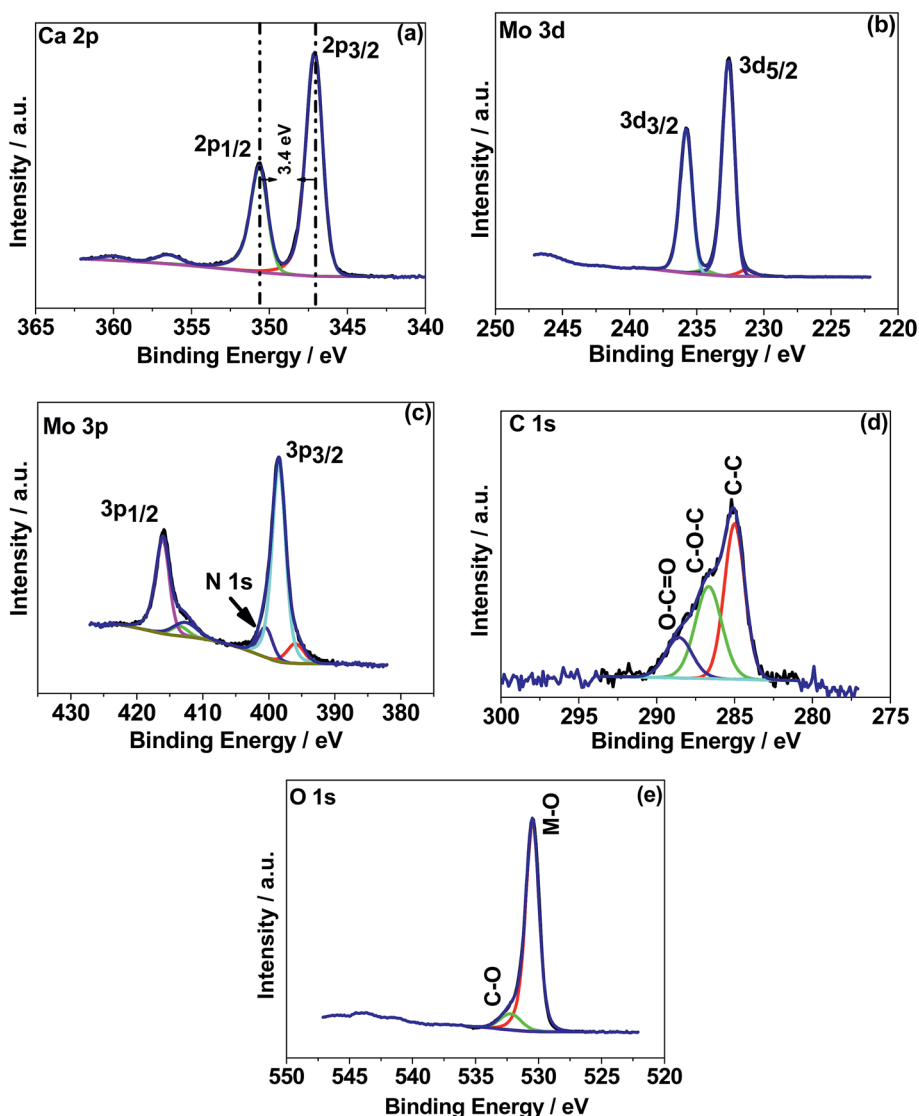 Ca 2p
(a)
2p3/2
2p1/2
3.4 eV
Intensity / a.u.
365 360 355 350 345 340
Binding Energy / eV
Mo 3d
(b)
3d5/2
3d3/2
Intensity / a.u.
250 245 240 235 230 225 220
Binding Energy / eV
Mo 3p
(c)
3p3/2
3p1/2
N 1s
Intensity / a.u.
430 420 410 400 390 380
Binding Energy / eV
C 1s
(d)
C-C
C-O-C
O-C=O
Intensity / a.u.
300 295 290 285 280 275
Binding Energy / eV
O 1s
(e)
M-O
C-O
Intensity / a.u.
550 545 540 535 530 525 520
Binding Energy / eV